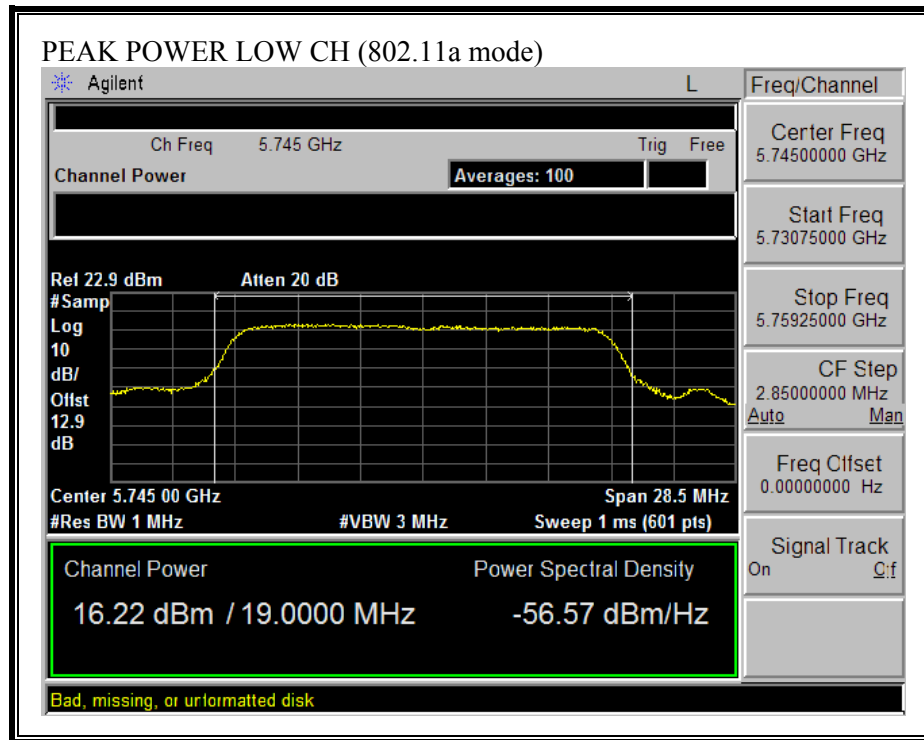 PEAK POWER LOW CH (802.11a mode)
Agilent L Freq/Channel
Ch Freq 5.745 GHz Trig Free
Channel Power Averages: 100
Center Freq
5.74500000 GHz
Start Freq
5.73075000 GHz
Stop Freq
5.75925000 GHz
CF Step
2.85000000 MHz
Auto Man
Freq Offset
0.00000000 Hz
Signal Track
On Off
Ref 22.9 dBm Atten 20 dB
#Samp
Log
10
dB/
Offst
12.9
dB
Center 5.745 00 GHz Span 28.5 MHz
#Res BW 1 MHz #VBW 3 MHz Sweep 1 ms (601 pts)
Channel Power Power Spectral Density
16.22 dBm / 19.0000 MHz -56.57 dBm/Hz
Bad, missing, or unformatted disk